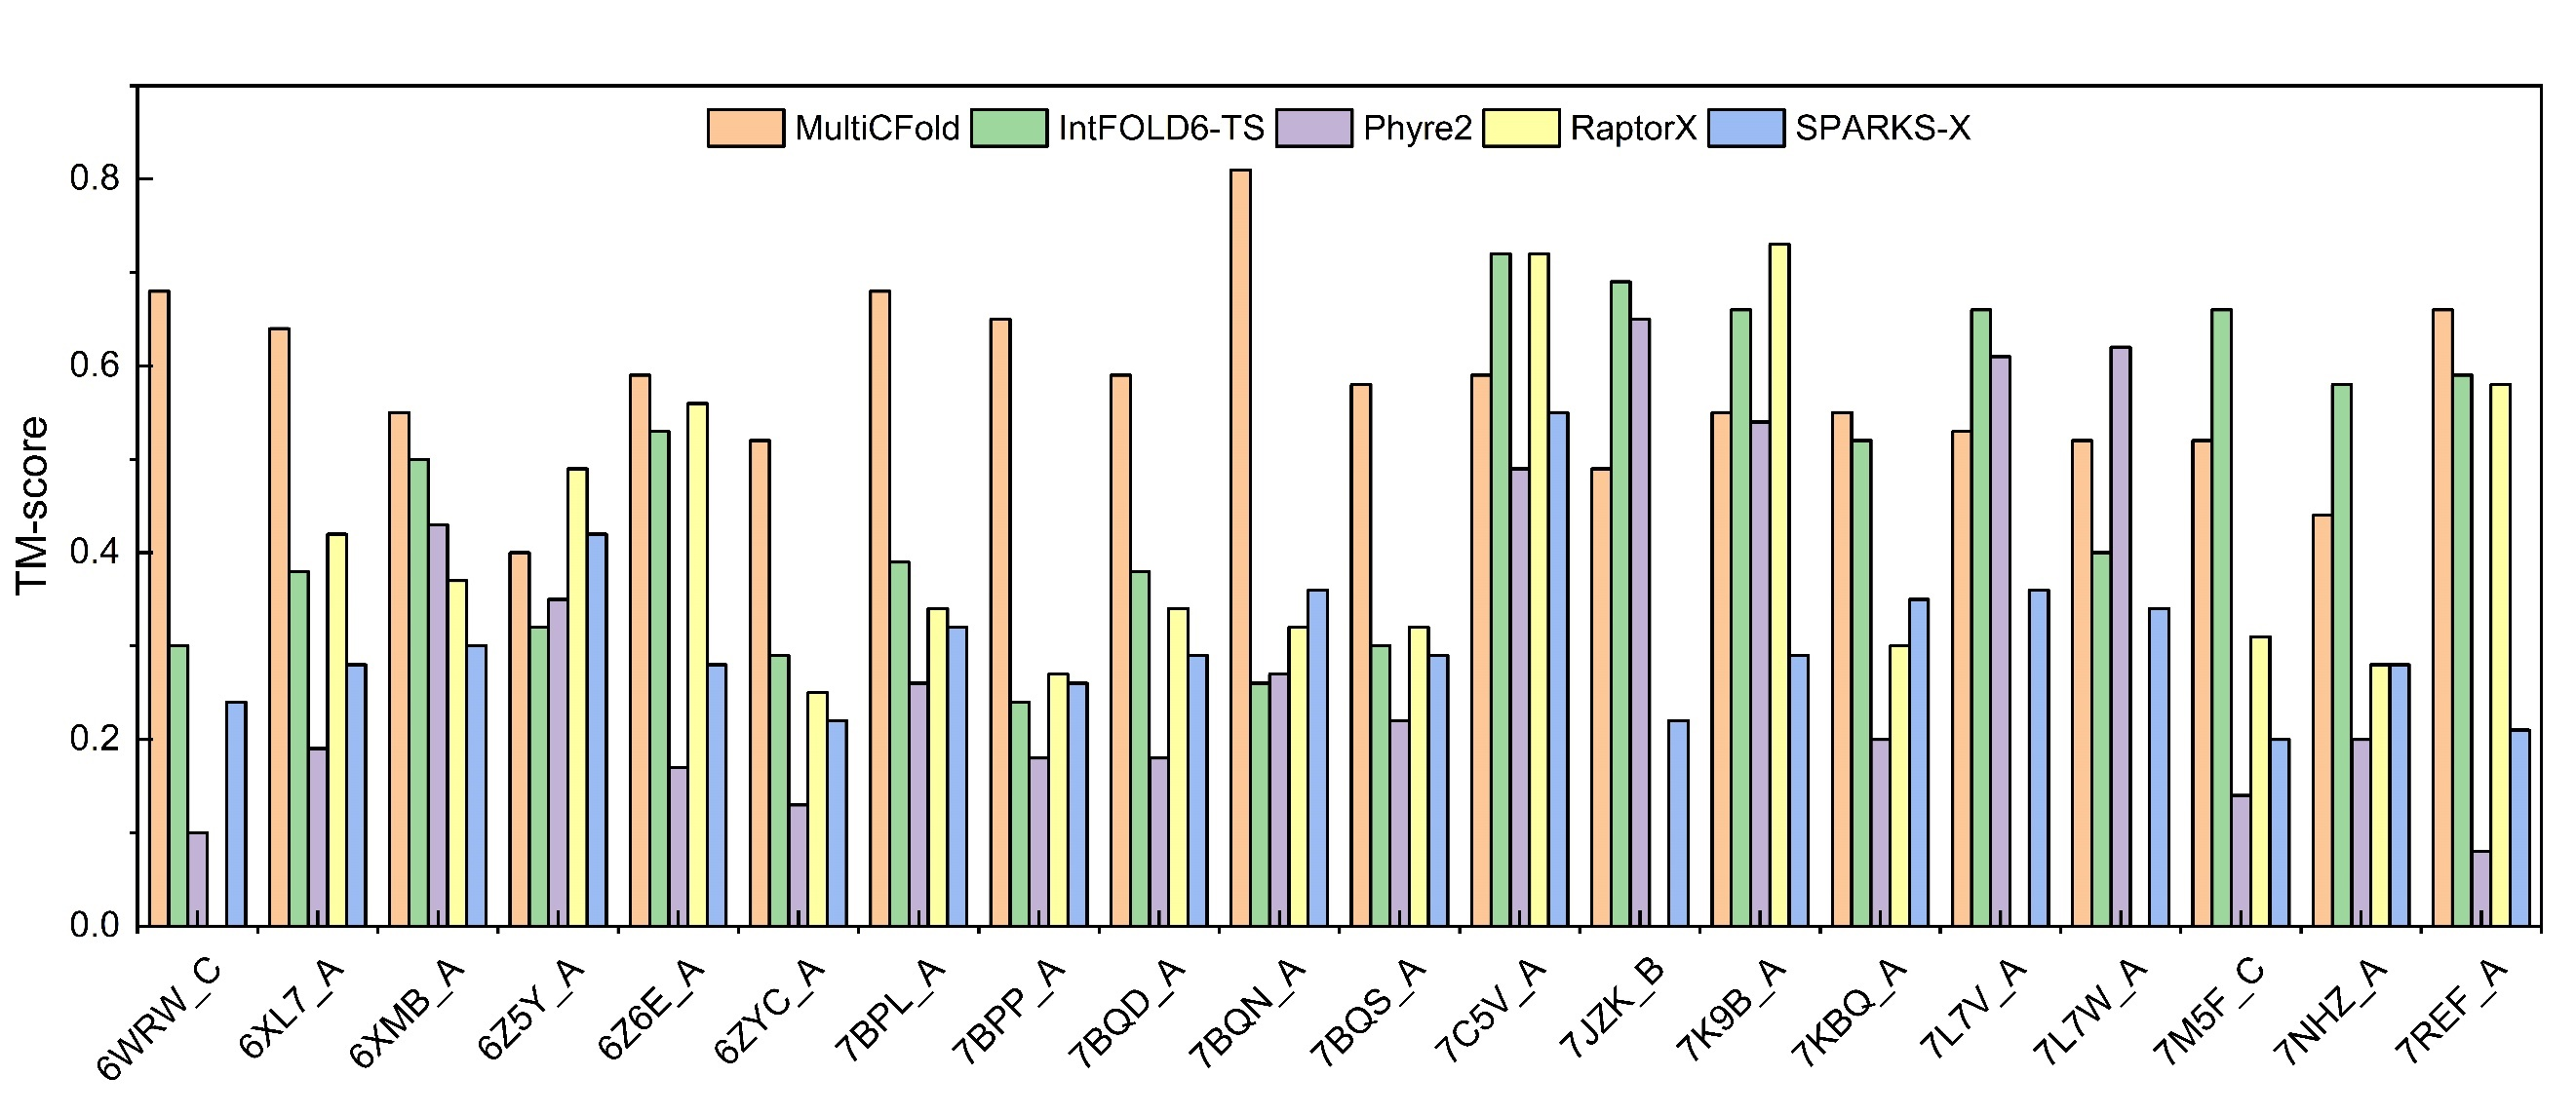 MultiCFold IntFOLD6-TS Phyre2 RaptorX SPARKS-X
TM-score
0.8
0.6
0.4
0.2
0.0
6WRW_C 6XL7_A 6XMB_A 6Z5Y_A 6Z6E_A 6ZYC_A 7BPL_A 7BPP_A 7BQD_A 7BQN_A 7BQS_A 7C5V_A 7JZK_B 7K9B_A 7KBQ_A 7L7V_A 7L7W_A 7M5F_C 7NHZ_A 7REF_A